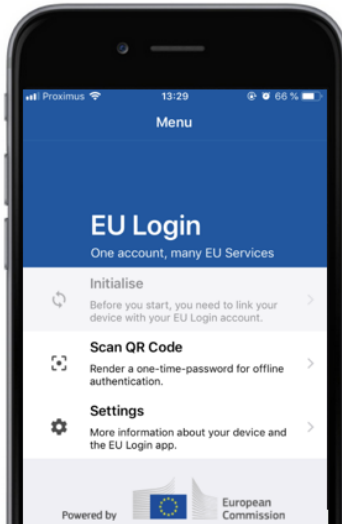 Proximus 13:29 66 %
Menu
EU Login
One account, many EU Services
Initialise
Before you start, you need to link your
device with your EU Login account.
Scan QR Code
Render a one-time-password for offline
authentication.
Settings
More information about your device and
the EU Login app.
Powered by
European
Commission